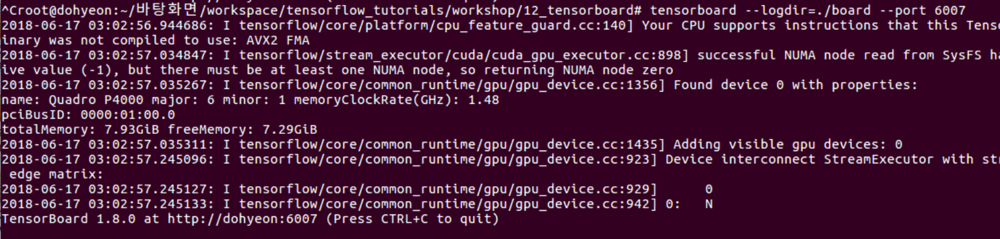 ^Croot@dohyeon:~/바탕화면/workspace/tensorflow_tutorials/workshop/12_tensorboard# tensorboard --logdir=./board --port 6007
2018-06-17 03:02:56.944686: I tensorflow/core/platform/cpu_feature_guard.cc:140] Your CPU supports instructions that this Tens
inary was not compiled to use: AVX2 FMA
2018-06-17 03:02:57.034847: I tensorflow/stream_executor/cuda/cuda_gpu_executor.cc:898] successful NUMA node read from SysFS ha
ive value (-1), but there must be at least one NUMA node, so returning NUMA node zero
2018-06-17 03:02:57.035267: I tensorflow/core/common_runtime/gpu/gpu_device.cc:1356] Found device 0 with properties:
name: Quadro P4000 major: 6 minor: 1 memoryClockRate(GHz): 1.48
pciBusID: 0000:01:00.0
totalMemory: 7.93GiB freeMemory: 7.29GiB
2018-06-17 03:02:57.035311: I tensorflow/core/common_runtime/gpu/gpu_device.cc:1435] Adding visible gpu devices: 0
2018-06-17 03:02:57.245096: I tensorflow/core/common_runtime/gpu/gpu_device.cc:923] Device interconnect StreamExecutor with str
 edge matrix:
2018-06-17 03:02:57.245127: I tensorflow/core/common_runtime/gpu/gpu_device.cc:929]      0
2018-06-17 03:02:57.245133: I tensorflow/core/common_runtime/gpu/gpu_device.cc:942] 0:   N
TensorBoard 1.8.0 at http://dohyeon:6007 (Press CTRL+C to quit)